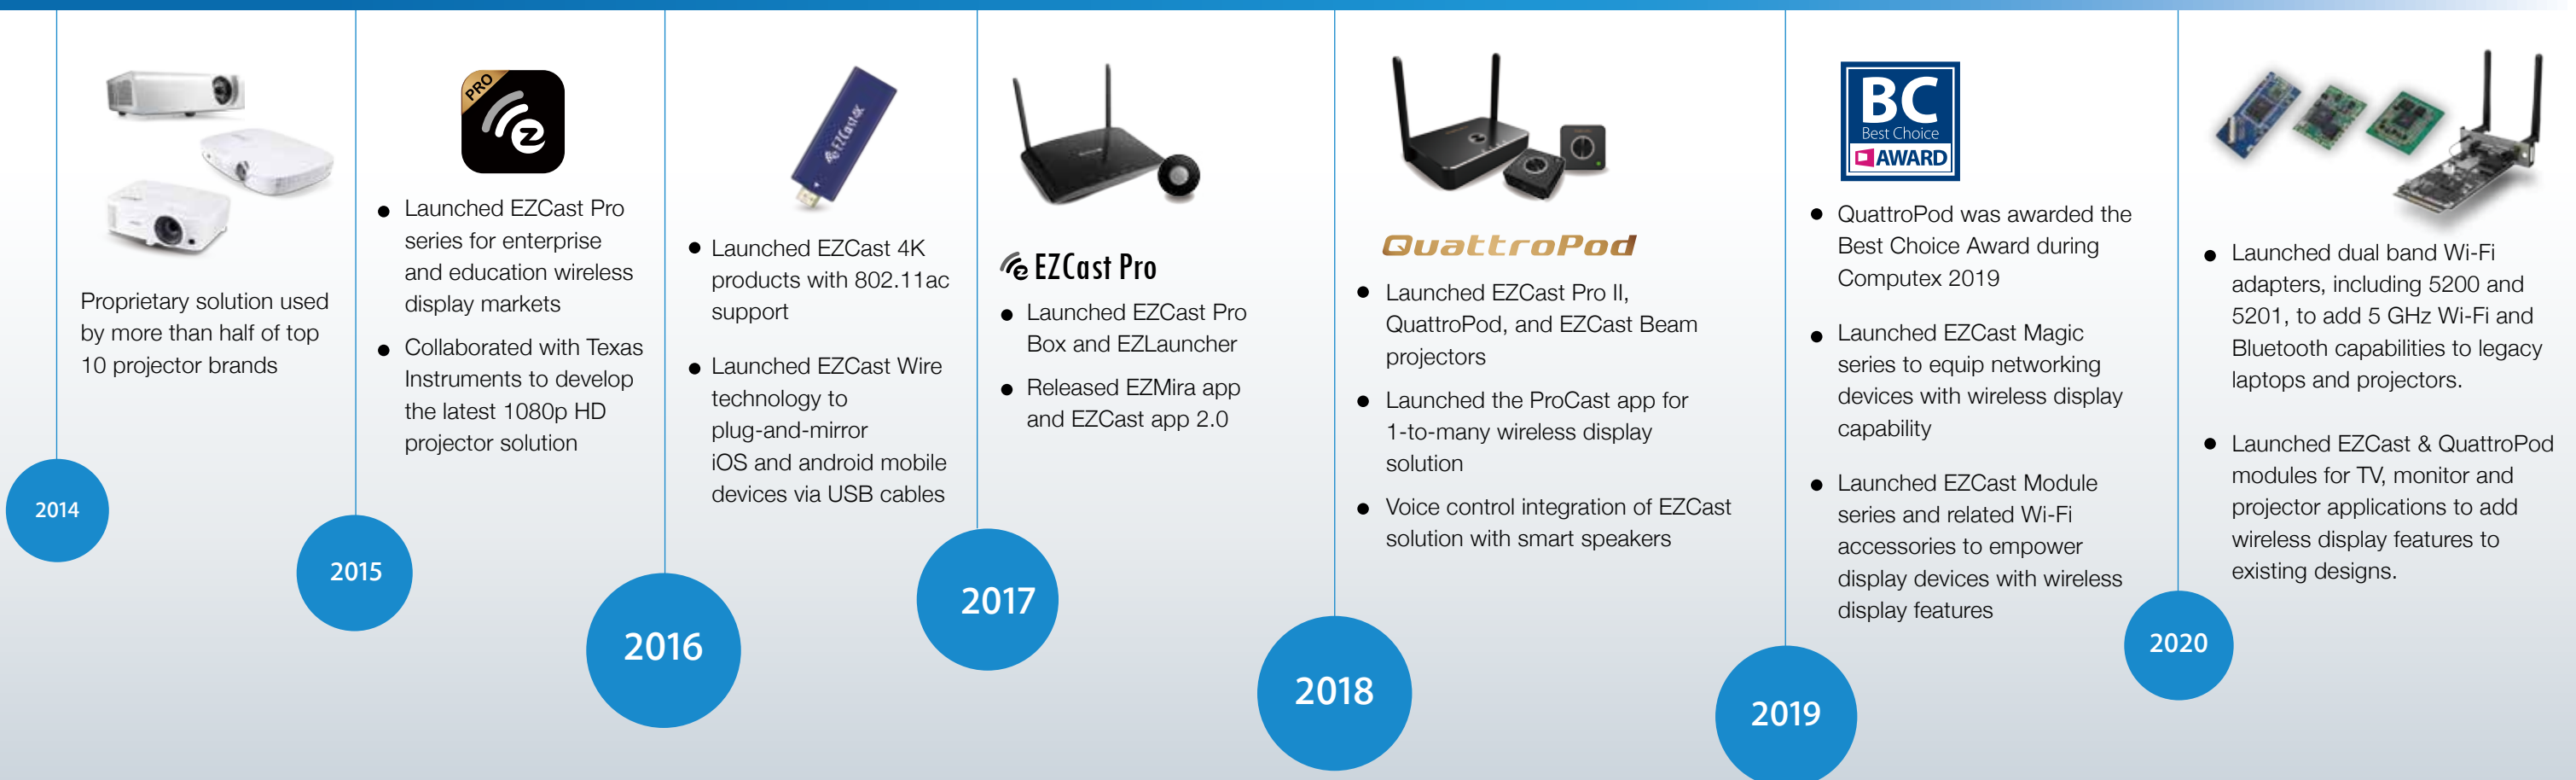 Proprietary solution used
by more than half of top
10 projector brands
2014
PRO
Launched EZCast Pro
series for enterprise
and education wireless
display markets
Collaborated with Texas
Instruments to develop
the latest 1080p HD
projector solution
2015
EZCast 4K
Launched EZCast 4K
products with 802.11ac
support
Launched EZCast Wire
technology to
plug-and-mirror
iOS and android mobile
devices via USB cables
2016
EZCast Pro
Launched EZCast Pro
Box and EZLauncher
Released EZMira app
and EZCast app 2.0
2017
QuattroPod
Launched EZCast Pro II,
QuattroPod, and EZCast Beam
projectors
Launched the ProCast app for
1-to-many wireless display
solution
Voice control integration of EZCast
solution with smart speakers
2018
BC
Best Choice
AWARD
QuattroPod was awarded the
Best Choice Award during
Computex 2019
Launched EZCast Magic
series to equip networking
devices with wireless display
capability
Launched EZCast Module
series and related Wi-Fi
accessories to empower
display devices with wireless
display features
2019
Launched dual band Wi-Fi
adapters, including 5200 and
5201, to add 5 GHz Wi-Fi and
Bluetooth capabilities to legacy
laptops and projectors.
Launched EZCast & QuattroPod
modules for TV, monitor and
projector applications to add
wireless display features to
existing designs.
2020